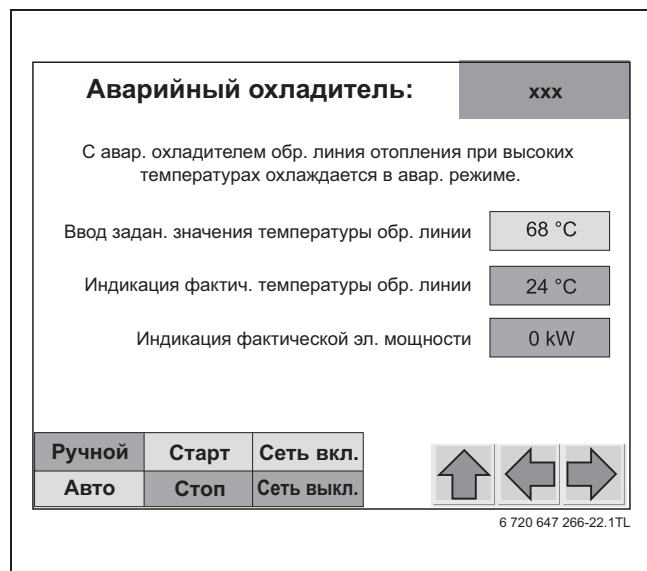 Аварийный охладитель: xxx
С авар. охладителем обр. линия отопления при высоких
температурах охлаждается в авар. режиме.
Ввод задан. значения температуры обр. линии 68 °C
Индикация фактич. температуры обр. линии 24 °C
Индикация фактической эл. мощности 0 kW
Ручной Старт Сеть вкл.
Авто Стоп Сеть выкл.
6 720 647 266-22.1TL